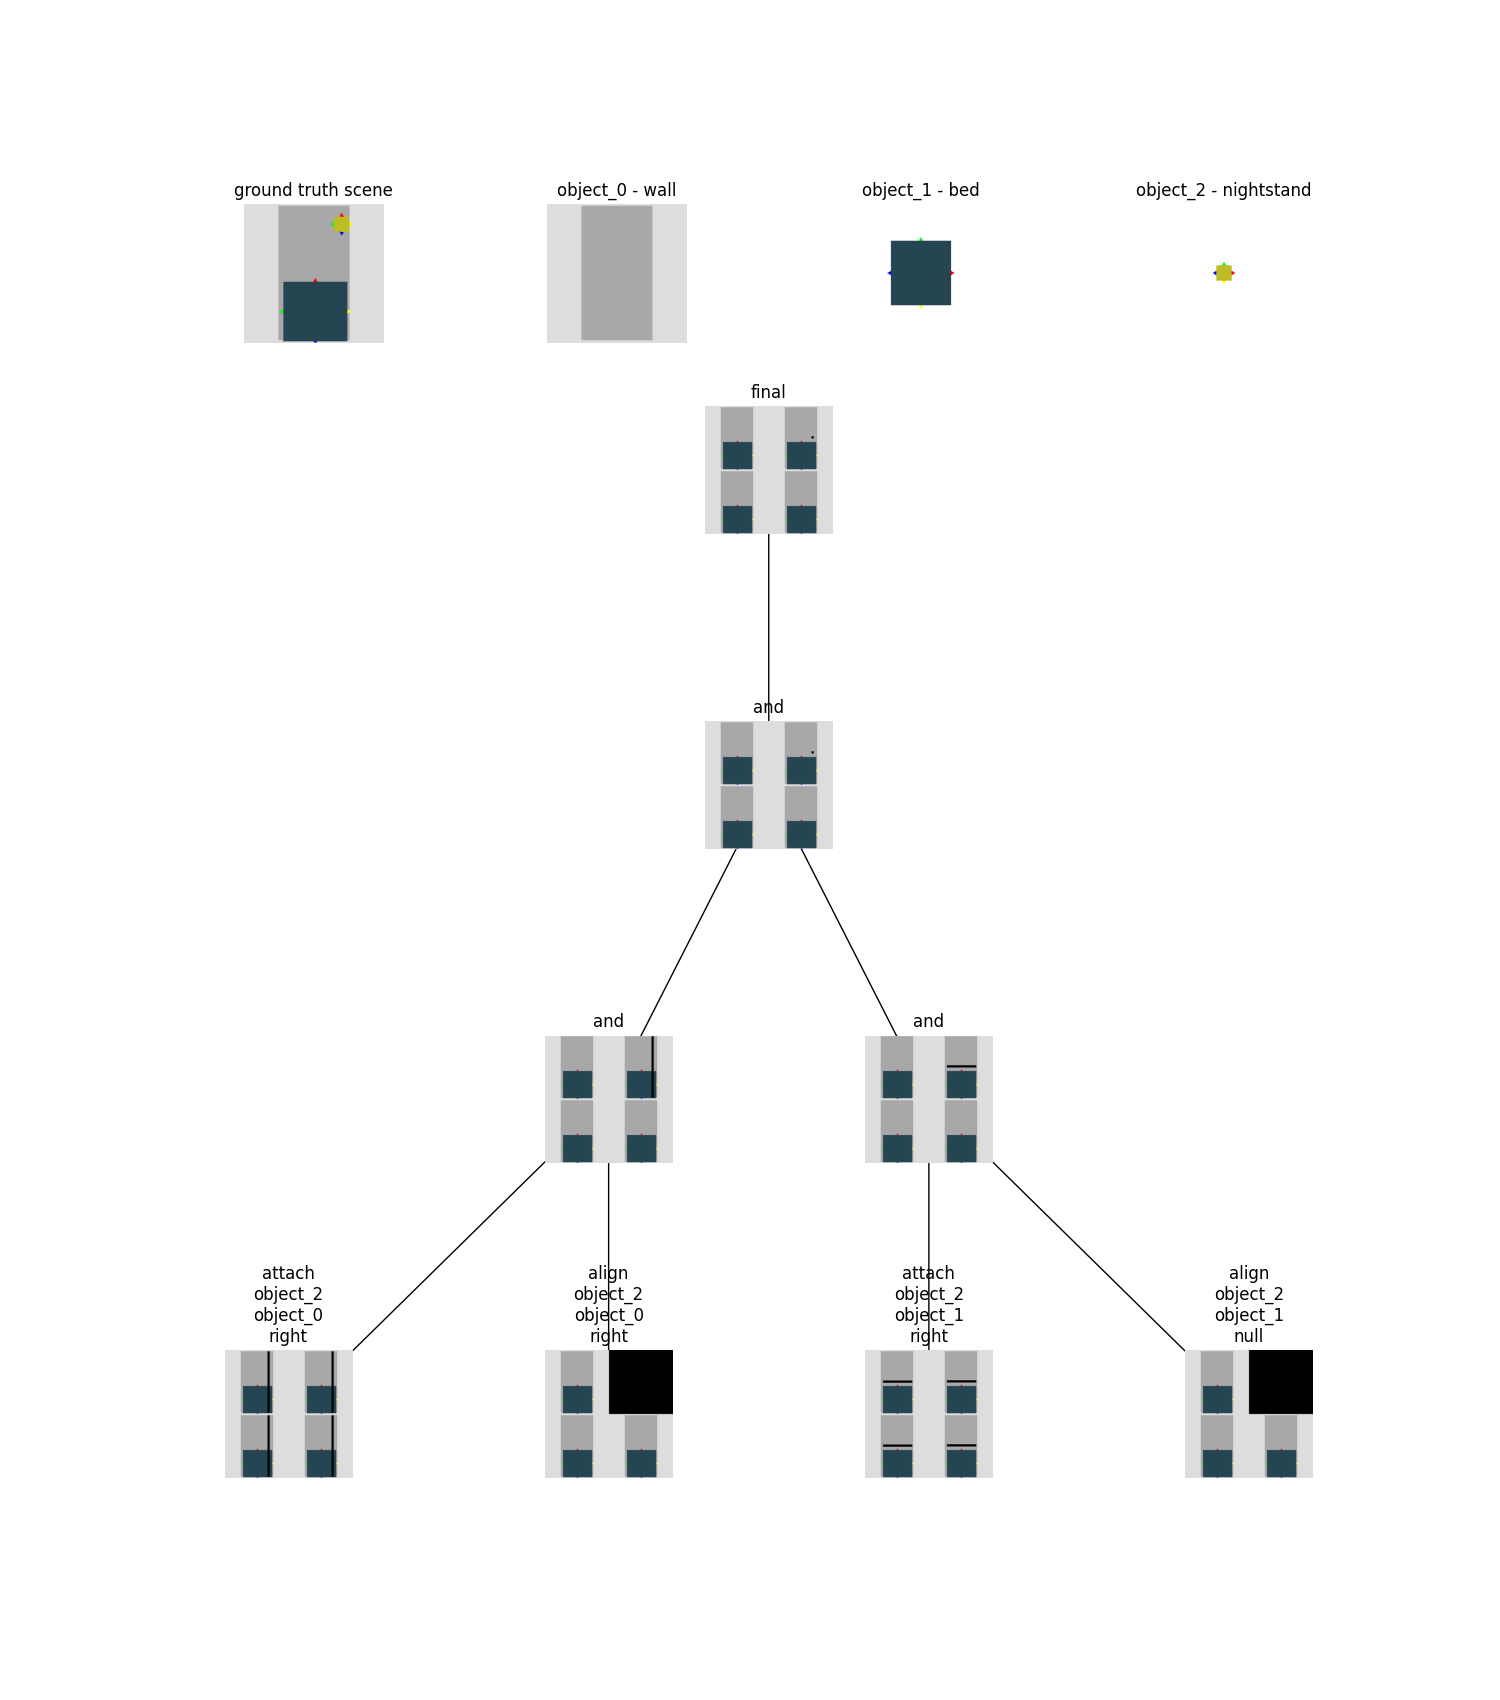 ground truth scene
object_0 - wall
object_1 - bed
object_2 - nightstand
final
and
and
and
attach
object_2
object_0
right
align
object_2
object_0
right
attach
object_2
object_1
right
align
object_2
object_1
null